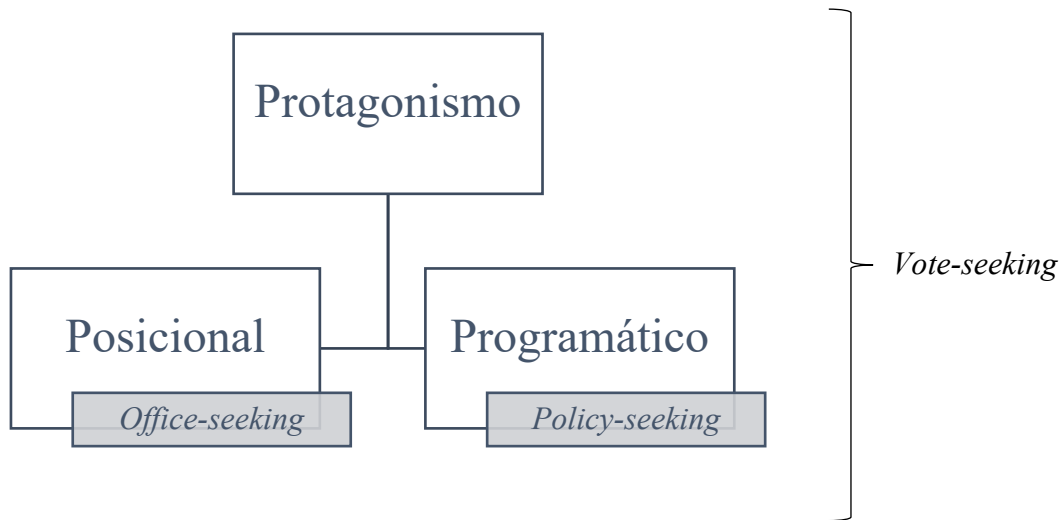 Protagonismo
Posicional
Office-seeking
Programático
Policy-seeking
Vote-seeking